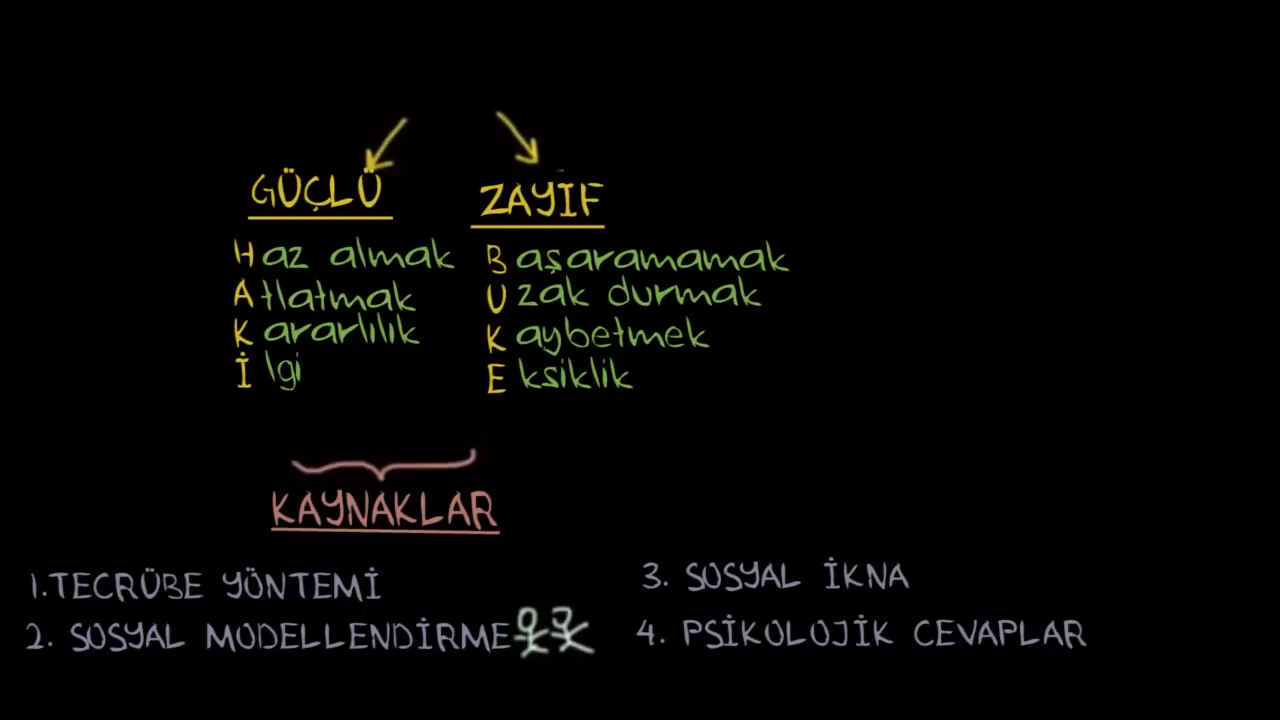 GÜÇLÜ
Haz almak
Atlatmak
Kararlılık
İlgi
ZAYİF
Başaramamak
Uzak durmak
Kaybetmek
Eksiklik
KAYNAKLAR
1.TECRÜBE YÖNTEMİ
2. SOSYAL MODELLENDİRME
3. SOSYAL İKNA
4. PSİKOLOJİK CEVAPLAR